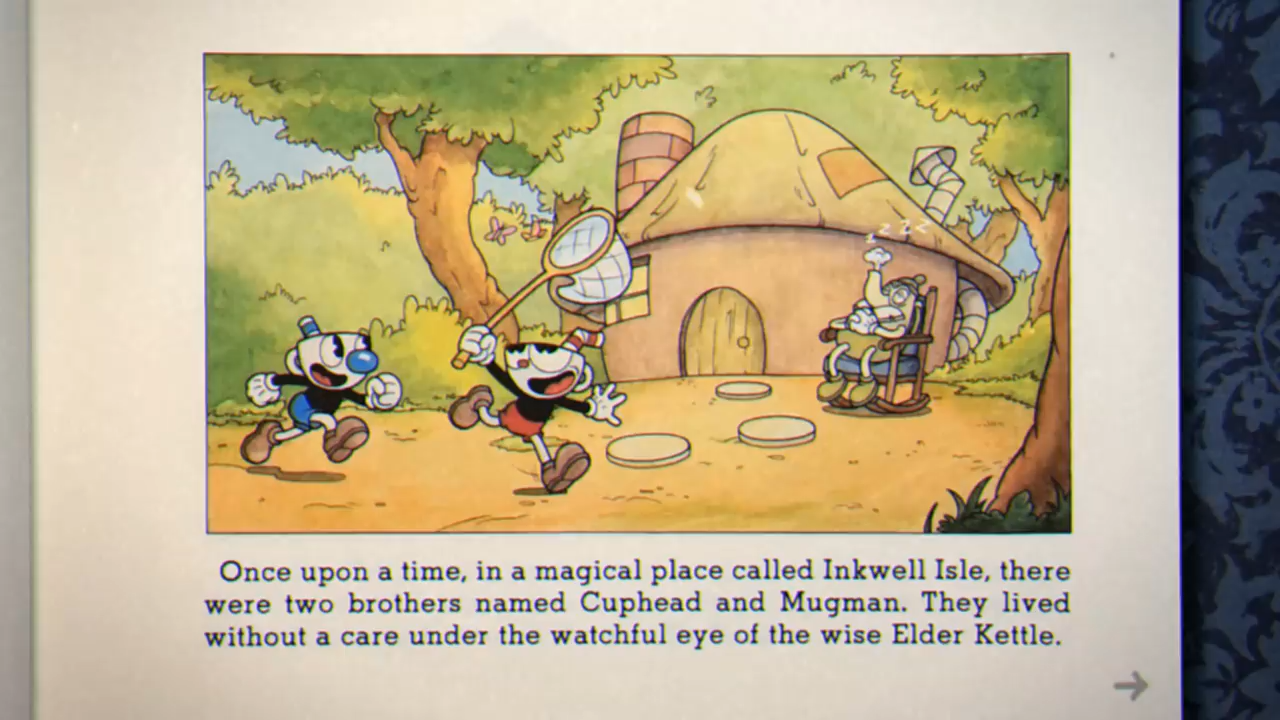 z z z z
Once upon a time, in a magical place called Inkwell Isle, there
were two brothers named Cuphead and Mugman. They lived
without a care under the watchful eye of the wise Elder Kettle.